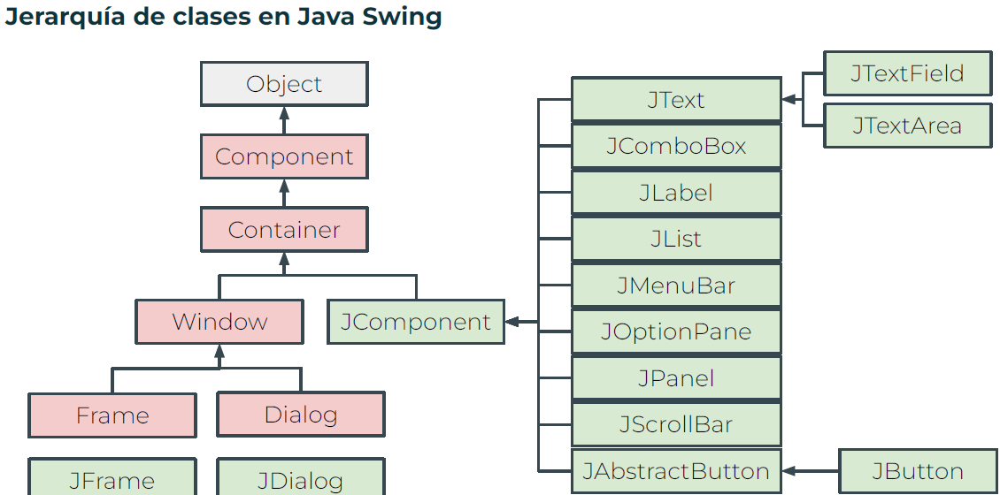 Jerarquía de clases en Java Swing
Object
Component
Container
Window
JComponent
Frame
Dialog
JFrame
JDialog
JText
JComboBox
JLabel
JList
JMenuBar
JOptionPane
JPanel
JScrollBar
JAbstractButton
JTextField
JTextArea
JButton